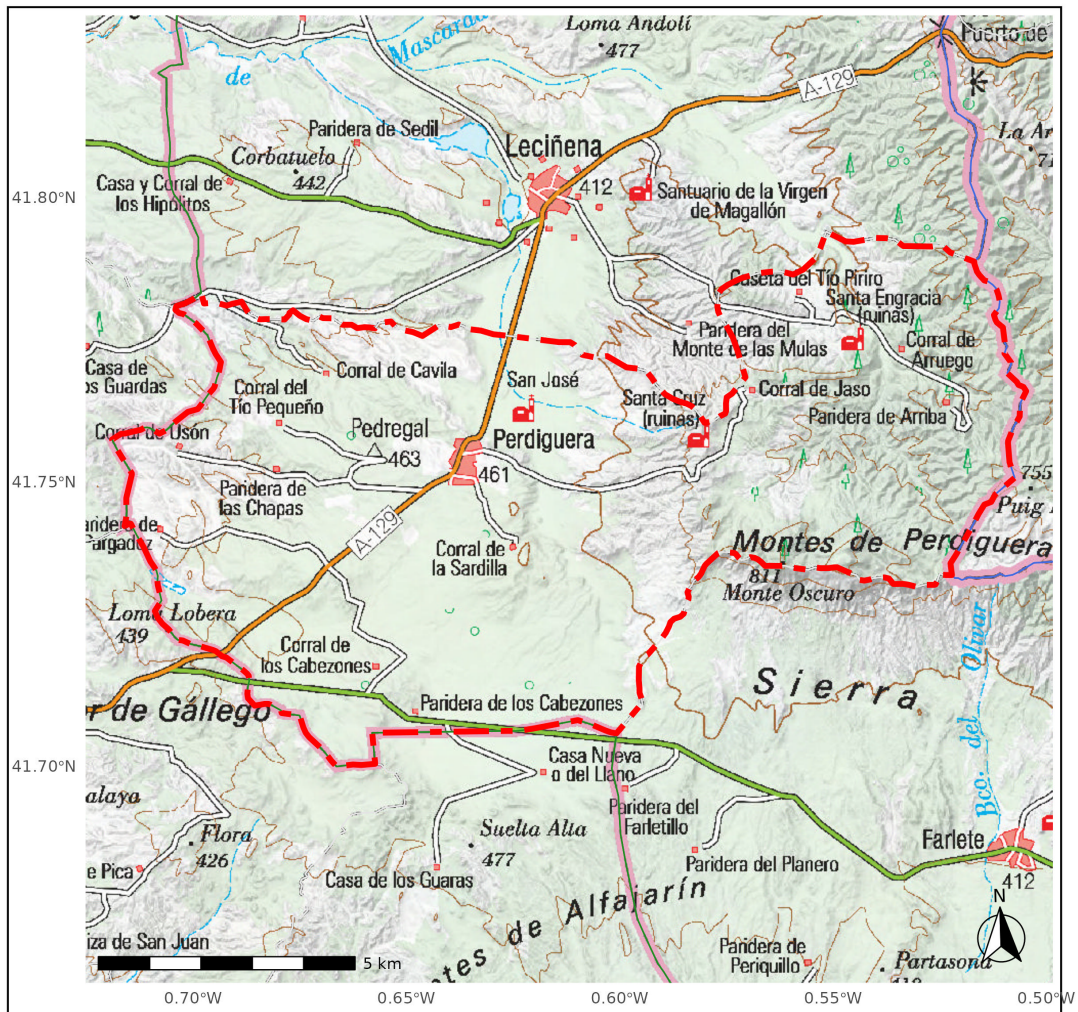 Loma Andolí
477
Puerto de
Mascarda
de
A-129
Paridera de Sedil
Leciñena
Corbatuelo
442
412
41.80°N
Casa y Corral de
los Hipolitos
Santuario de la Virgen
de Magallón
Caseta del Tío Piriro
Santa Engracia
(ruinas)
Paridera del
Monte de las Mulas
Corral de
Arruego
Casa de
os Guardas
Corral de Cavila
San José
Corral del
Tío Pequeño
Santa Cruz
(ruinas)
Corral de Jaso
Paridera de Arriba
Corral de Usón
Pedregal
463
Perdiguera
461
41.75°N
755
Puig
Paridera de
las Chapas
A-129
Corral de
la Sardilla
Montes de Perdiguera
811
Monte Oscuro
Loma Lobera
439
Corral de
los Cabezones
Sierra
Bco. del Olivar
r de Gállego
Paridera de los Cabezones
41.70°N
Casa Nueva
o del Llano
alaya
Flora
426
Paridera del
Farletillo
Suelta Alta
477
Farlete
412
e Pica
Casa de los Guaras
Paridera del Planero
ntes de Alfajarín
N
iza de San Juan
Paridera de
Periquillo
Partasona
5 km
0.70°W
0.65°W
0.60°W
0.55°W
0.50°W